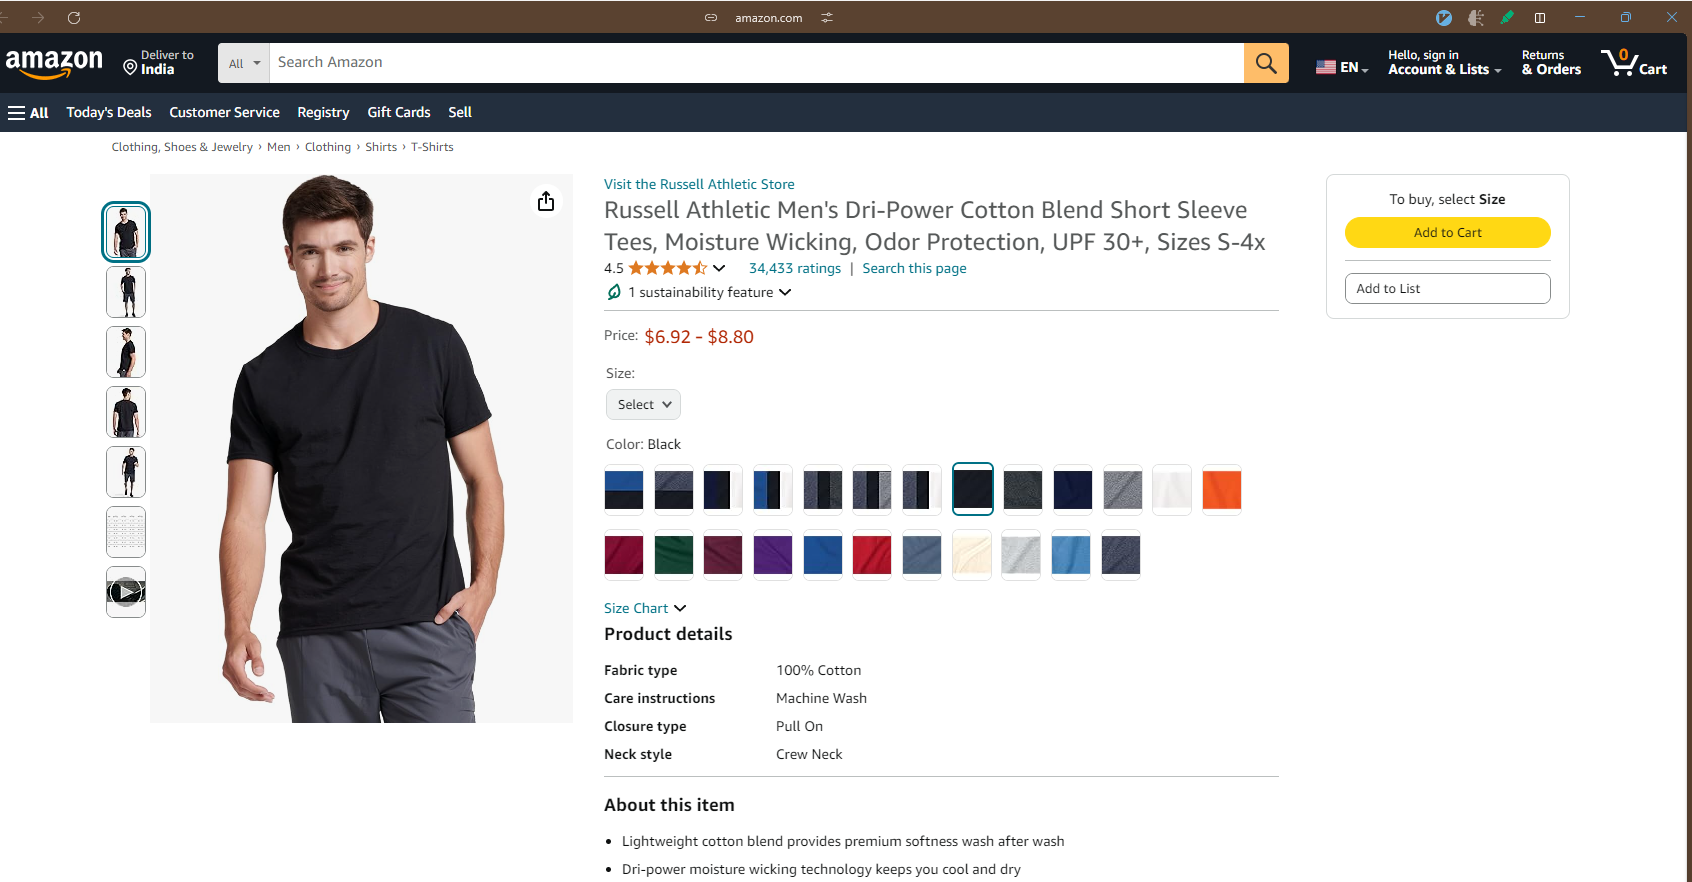 amazon.com
amazon
Deliver to
India
All
Search Amazon
EN
Hello, sign in
Account & Lists
Returns
& Orders
0
Cart
All
Today's Deals
Customer Service
Registry
Gift Cards
Sell
Clothing, Shoes & Jewelry › Men › Clothing › Shirts › T-Shirts
Visit the Russell Athletic Store
Russell Athletic Men's Dri-Power Cotton Blend Short Sleeve
Tees, Moisture Wicking, Odor Protection, UPF 30+, Sizes S-4x
4.5
34,433 ratings | Search this page
1 sustainability feature
Price: $6.92 - $8.80
Size:
Select
Color: Black
Size Chart
Product details
Fabric type 100% Cotton
Care instructions Machine Wash
Closure type Pull On
Neck style Crew Neck
About this item
• Lightweight cotton blend provides premium softness wash after wash
• Dri-power moisture wicking technology keeps you cool and dry
To buy, select Size
Add to Cart
Add to List